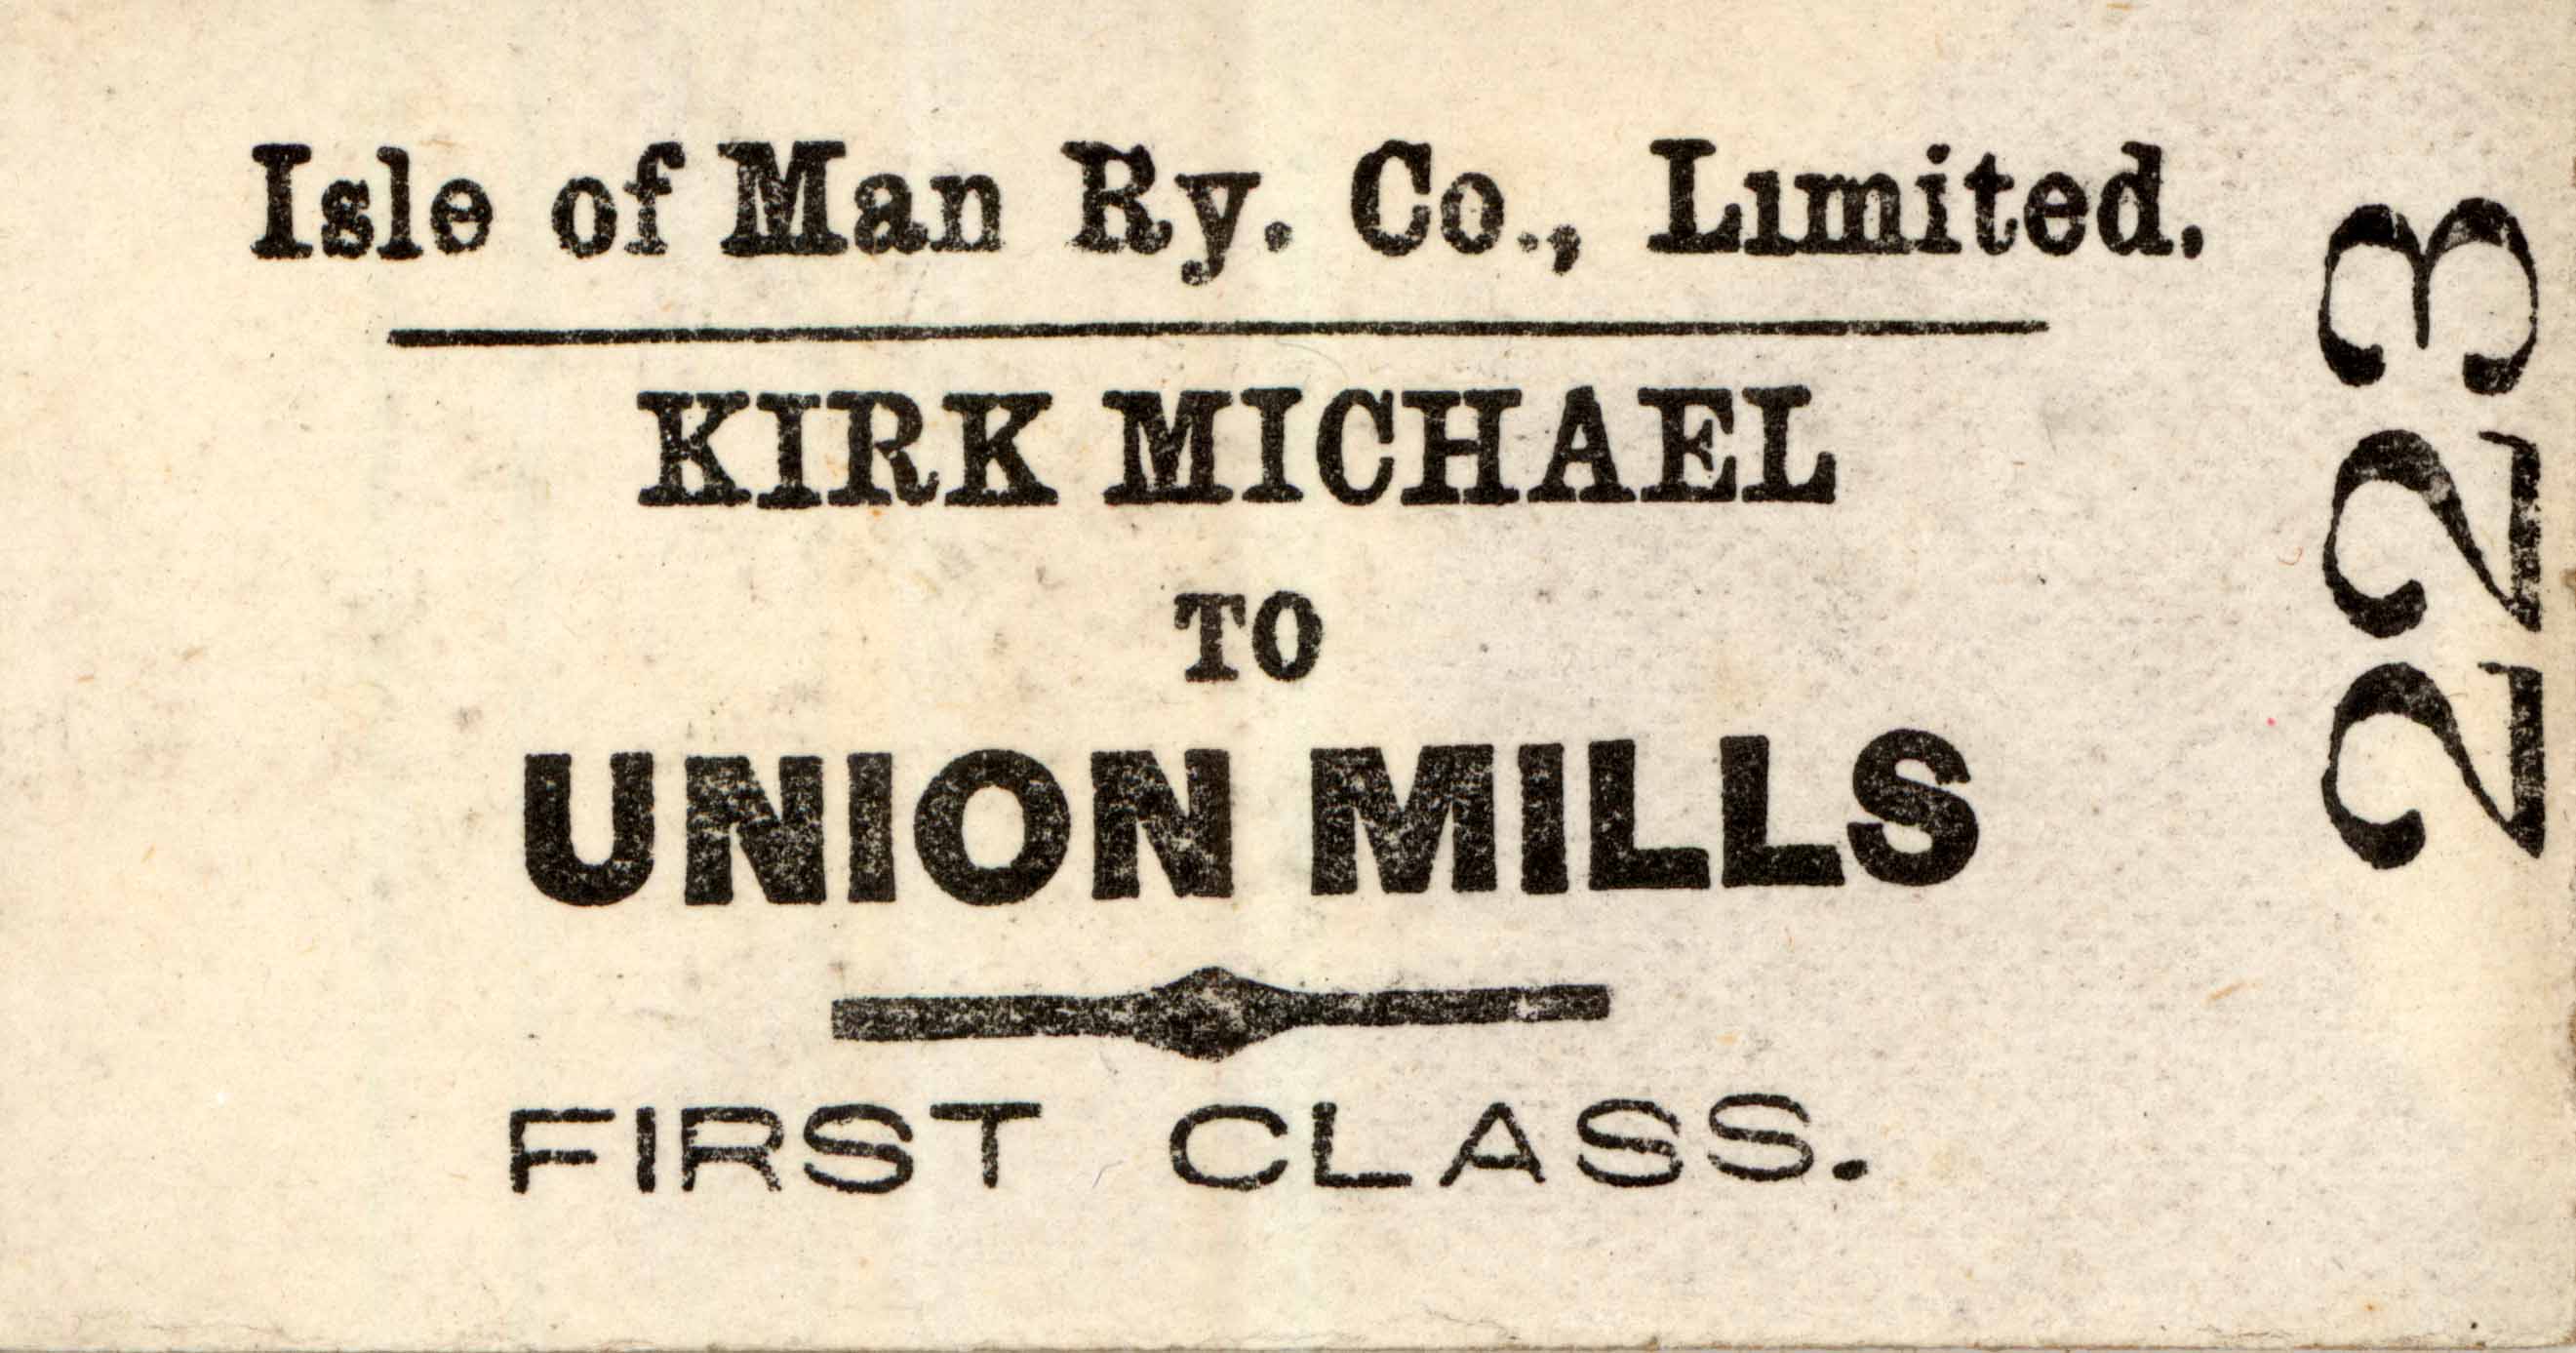 Isle of Man Ry. Co., Limited.
KIRK MICHAEL
TO
UNION MILLS
FIRST CLASS.
223